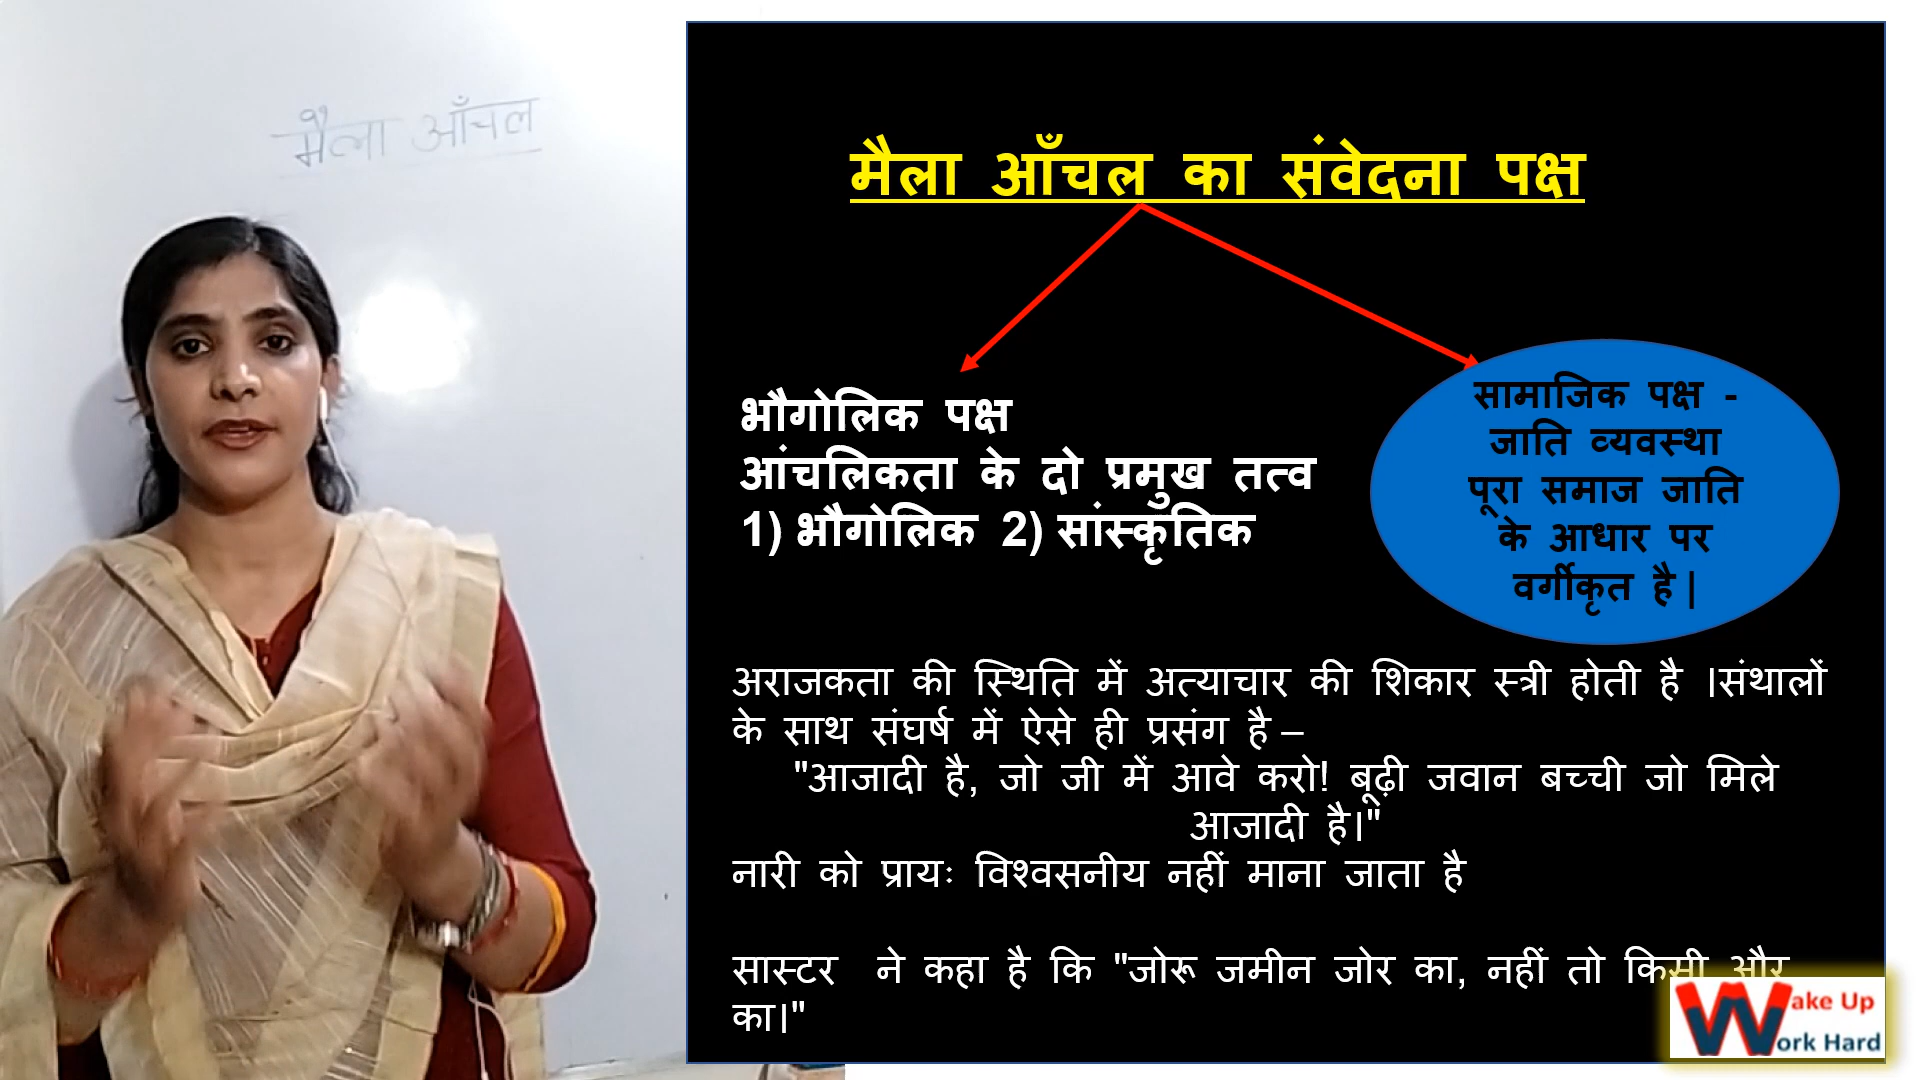 मैला आँचल
मैला आँचल का संवेदना पक्ष
भौगोलिक पक्ष
आंचलिकता के दो प्रमुख तत्व
1) भौगोलिक 2) सांस्कृतिक
सामाजिक पक्ष -
जाति व्यवस्था
पूरा समाज जाति
के आधार पर
वर्गीकृत है |
अराजकता की स्थिति में अत्याचार की शिकार स्त्री होती है ।संथालों
के साथ संघर्ष में ऐसे ही प्रसंग है –
"आजादी है, जो जी में आवे करो! बूढ़ी जवान बच्ची जो मिले
आजादी है।"
नारी को प्रायः विश्वसनीय नहीं माना जाता है
सास्टर ने कहा है कि "जोरू जमीन जोर का, नहीं तो किसी और
का।"
Wake Up
Work Hard